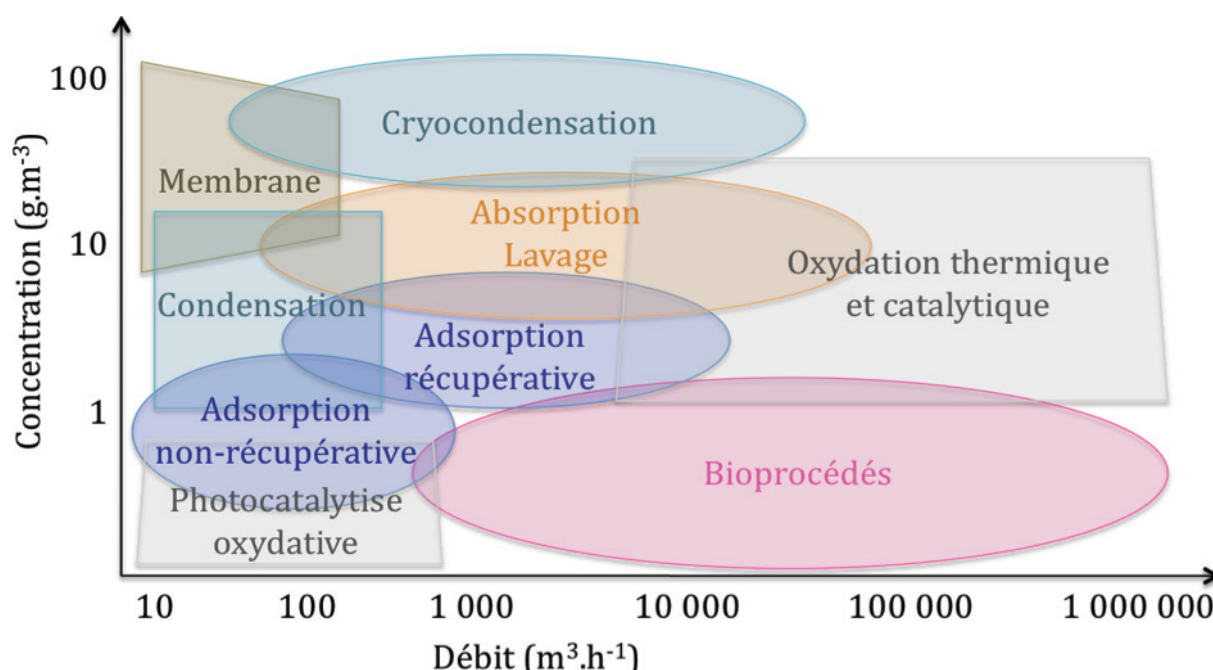 Concentration (g.m⁻³)
100
10
1
Cryocondensation
Membrane
Absorption
Lavage
Oxydation thermique
et catalytique
Condensation
Adsorption
récupérative
Adsorption
non-récupérative
Bioprocédés
Photocatalytise
oxydative
10 100 1 000 10 000 100 000 1 000 000
Débit (m³.h⁻¹)